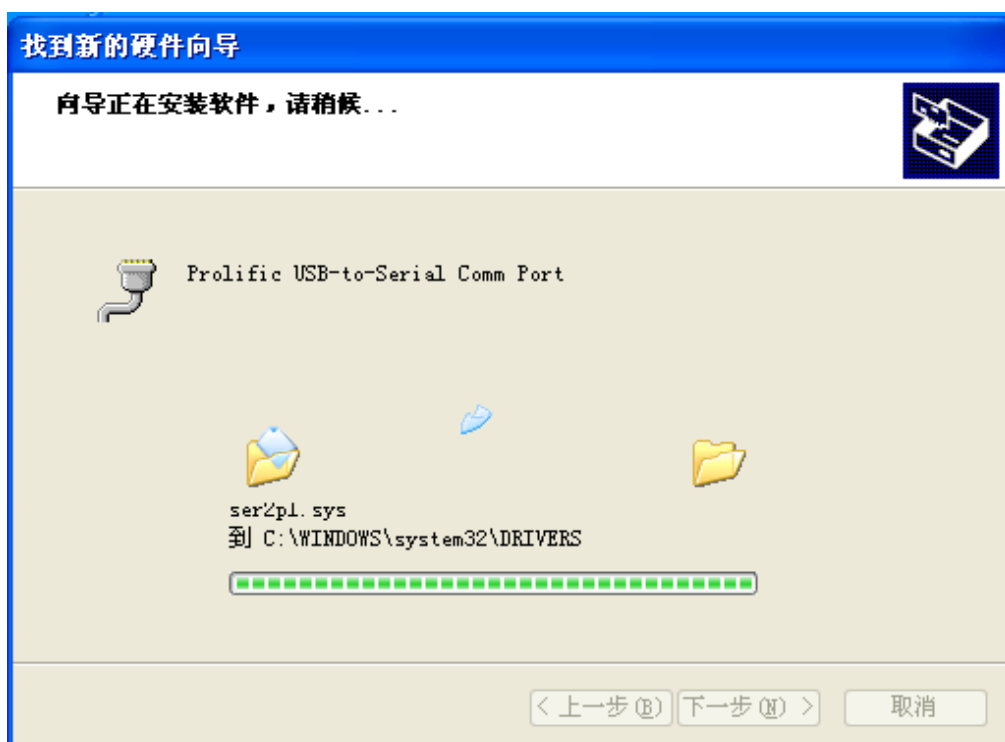 找到新的硬件向导
向导正在安装软件，请稍候...
Prolific USB-to-Serial Comm Port
ser2pl.sys
到 C:\WINDOWS\system32\DRIVERS
< 上一步(B) 下一步(N) > 取消